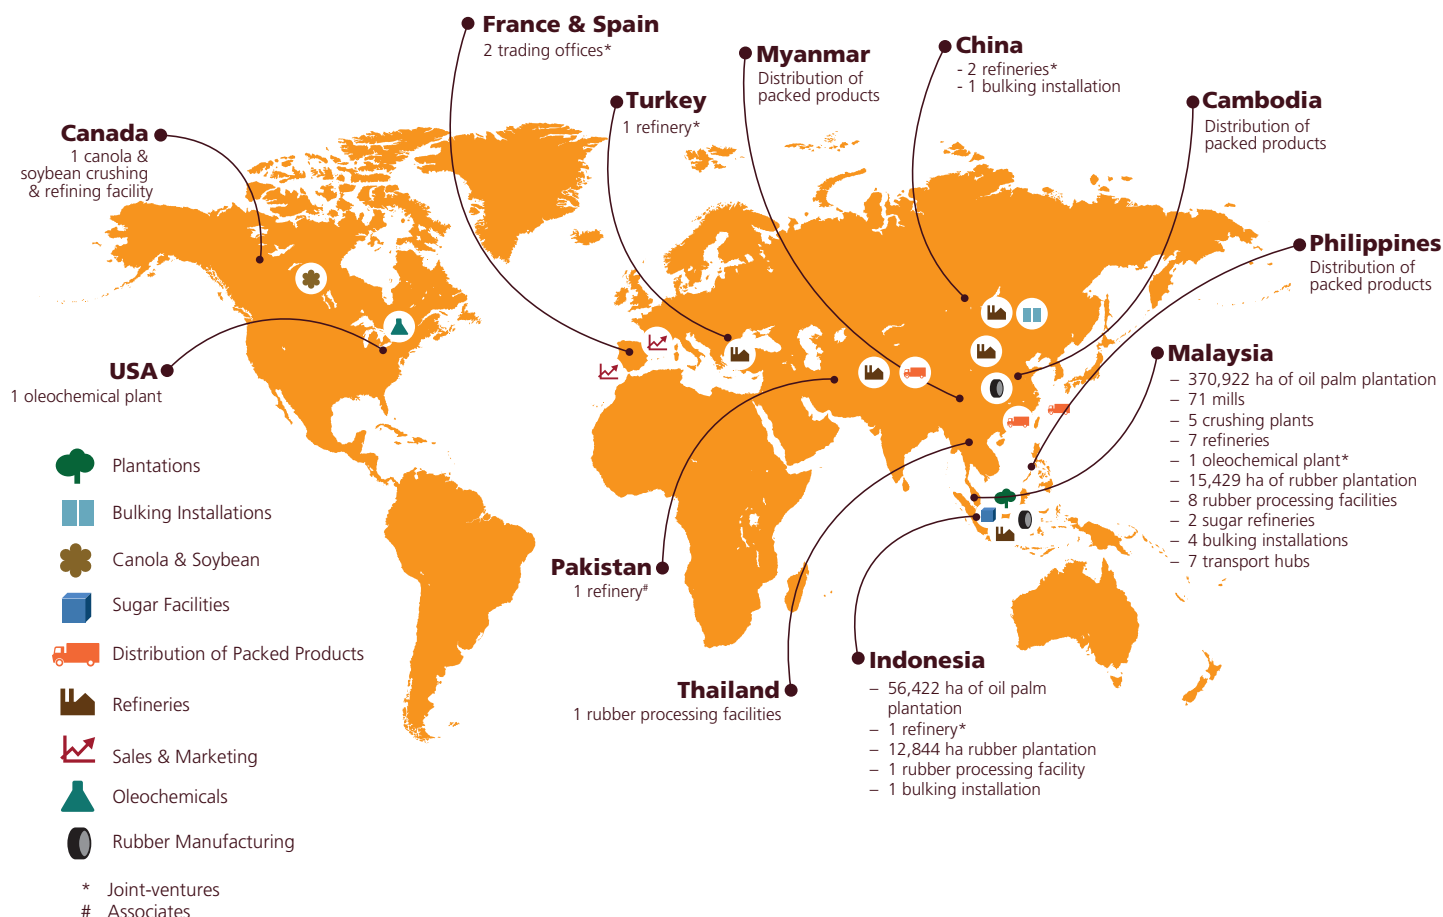 France & Spain
2 trading offices*
Myanmar
Distribution of
packed products
China
- 2 refineries*
- 1 bulking installation
Turkey
1 refinery*
Cambodia
Distribution of
packed products
Canada
1 canola &
soybean crushing
& refining facility
Philippines
Distribution of
packed products
USA
1 oleochemical plant
Malaysia
– 370,922 ha of oil palm plantation
– 71 mills
– 5 crushing plants
– 7 refineries
– 1 oleochemical plant*
– 15,429 ha of rubber plantation
– 8 rubber processing facilities
– 2 sugar refineries
– 4 bulking installations
– 7 transport hubs
Pakistan
1 refinery#
Thailand
1 rubber processing facilities
Indonesia
– 56,422 ha of oil palm
plantation
– 1 refinery*
– 12,844 ha rubber plantation
– 1 rubber processing facility
– 1 bulking installation
Plantations
Bulking Installations
Canola & Soybean
Sugar Facilities
Distribution of Packed Products
Refineries
Sales & Marketing
Oleochemicals
Rubber Manufacturing
* Joint-ventures
# Associates